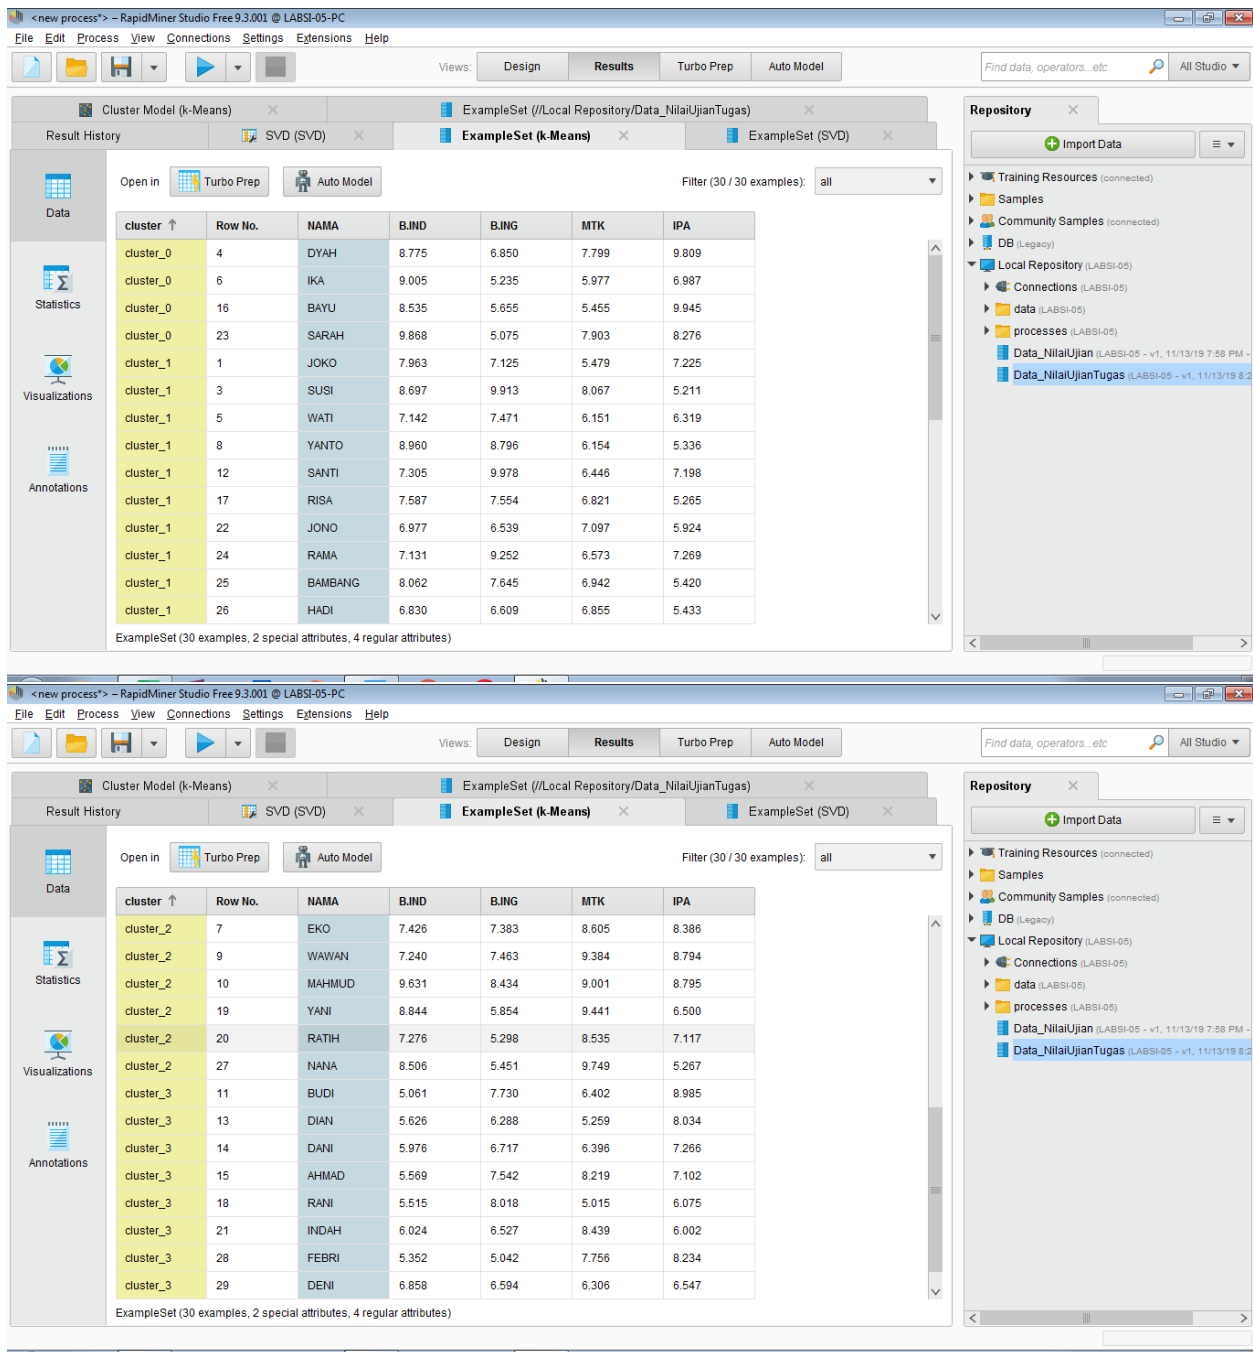 <new process*> – RapidMiner Studio Free 9.3.001 @ LABSI-05-PC
File Edit Process View Connections Settings Extensions Help
Views: Design Results Turbo Prep Auto Model Find data, operators...etc All Studio
Cluster Model (k-Means) ExampleSet (//Local Repository/Data_NilaiUjianTugas)
Result History SVD (SVD) ExampleSet (k-Means) ExampleSet (SVD)
Open in Turbo Prep Auto Model Filter (30 / 30 examples): all
Data
Statistics
Visualizations
Annotations
cluster Row No. NAMA B.IND B.ING MTK IPA
cluster_0 4 DYAH 8.775 6.850 7.799 9.809
cluster_0 6 IKA 9.005 5.235 5.977 6.987
cluster_0 16 BAYU 8.535 5.655 5.455 9.945
cluster_0 23 SARAH 9.868 5.075 7.903 8.276
cluster_1 1 JOKO 7.963 7.125 5.479 7.225
cluster_1 3 SUSI 8.697 9.913 8.067 5.211
cluster_1 5 WATI 7.142 7.471 6.151 6.319
cluster_1 8 YANTO 8.960 8.796 6.154 5.336
cluster_1 12 SANTI 7.305 9.978 6.446 7.198
cluster_1 17 RISA 7.587 7.554 6.821 5.265
cluster_1 22 JONO 6.977 6.539 7.097 5.924
cluster_1 24 RAMA 7.131 9.252 6.573 7.269
cluster_1 25 BAMBANG 8.062 7.645 6.942 5.420
cluster_1 26 HADI 6.830 6.609 6.855 5.433
ExampleSet (30 examples, 2 special attributes, 4 regular attributes)
Repository
Import Data
Training Resources (connected)
Samples
Community Samples (connected)
DB (Legacy)
Local Repository (LABSI-05)
Connections (LABSI-05)
data (LABSI-05)
processes (LABSI-05)
Data_NilaiUjian (LABSI-05 - v1, 11/13/19 7:58 PM -
Data_NilaiUjianTugas (LABSI-05 - v1, 11/13/19 8:2
<new process*> – RapidMiner Studio Free 9.3.001 @ LABSI-05-PC
File Edit Process View Connections Settings Extensions Help
Views: Design Results Turbo Prep Auto Model Find data, operators...etc All Studio
Cluster Model (k-Means) ExampleSet (//Local Repository/Data_NilaiUjianTugas)
Result History SVD (SVD) ExampleSet (k-Means) ExampleSet (SVD)
Open in Turbo Prep Auto Model Filter (30 / 30 examples): all
Data
Statistics
Visualizations
Annotations
cluster Row No. NAMA B.IND B.ING MTK IPA
cluster_2 7 EKO 7.426 7.383 8.605 8.386
cluster_2 9 WAWAN 7.240 7.463 9.384 8.794
cluster_2 10 MAHMUD 9.631 8.434 9.001 8.795
cluster_2 19 YANI 8.844 5.854 9.441 6.500
cluster_2 20 RATIH 7.276 5.298 8.535 7.117
cluster_2 27 NANA 8.506 5.451 9.749 5.267
cluster_3 11 BUDI 5.061 7.730 6.402 8.985
cluster_3 13 DIAN 5.626 6.288 5.259 8.034
cluster_3 14 DANI 5.976 6.717 6.396 7.266
cluster_3 15 AHMAD 5.569 7.542 8.219 7.102
cluster_3 18 RANI 5.515 8.018 5.015 6.075
cluster_3 21 INDAH 6.024 6.527 8.439 6.002
cluster_3 28 FEBRI 5.352 5.042 7.756 8.234
cluster_3 29 DENI 6.858 6.594 6.306 6.547
ExampleSet (30 examples, 2 special attributes, 4 regular attributes)
Repository
Import Data
Training Resources (connected)
Samples
Community Samples (connected)
DB (Legacy)
Local Repository (LABSI-05)
Connections (LABSI-05)
data (LABSI-05)
processes (LABSI-05)
Data_NilaiUjian (LABSI-05 - v1, 11/13/19 7:58 PM -
Data_NilaiUjianTugas (LABSI-05 - v1, 11/13/19 8:2